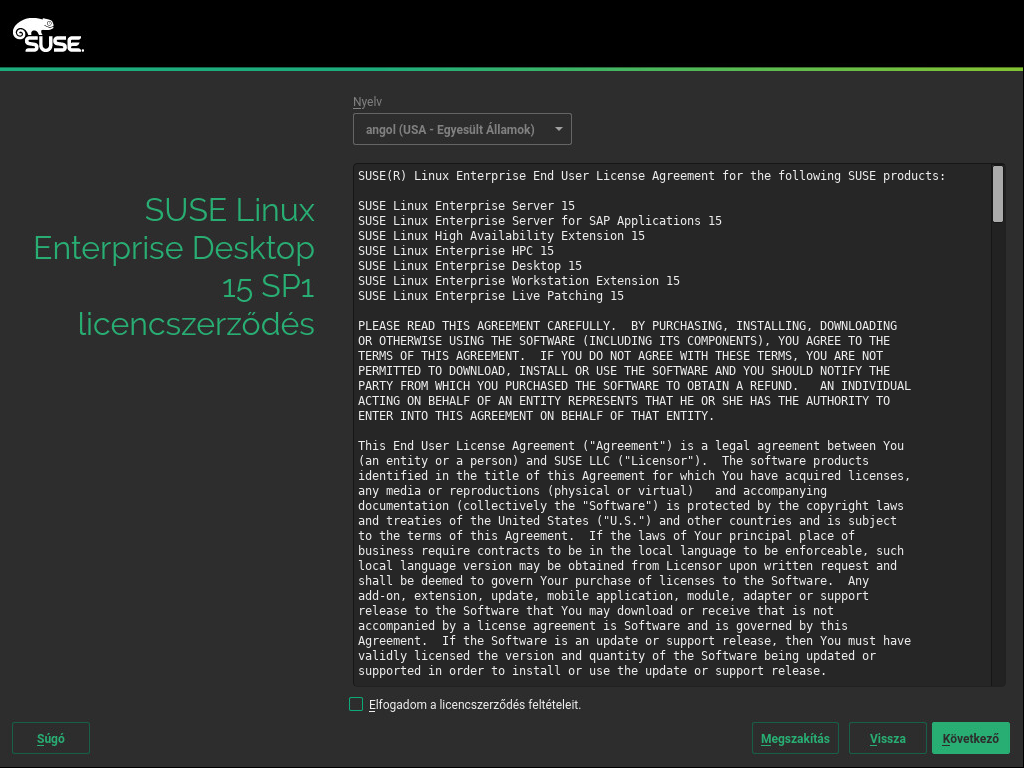 SUSE.
Nyelv
angol (USA - Egyesült Államok)
SUSE Linux
Enterprise Desktop
15 SP1
licencszerződés
SUSE(R) Linux Enterprise End User License Agreement for the following SUSE products:
SUSE Linux Enterprise Server 15
SUSE Linux Enterprise Server for SAP Applications 15
SUSE Linux High Availability Extension 15
SUSE Linux Enterprise HPC 15
SUSE Linux Enterprise Desktop 15
SUSE Linux Enterprise Workstation Extension 15
SUSE Linux Enterprise Live Patching 15
PLEASE READ THIS AGREEMENT CAREFULLY.  BY PURCHASING, INSTALLING, DOWNLOADING
OR OTHERWISE USING THE SOFTWARE (INCLUDING ITS COMPONENTS), YOU AGREE TO THE
TERMS OF THIS AGREEMENT.  IF YOU DO NOT AGREE WITH THESE TERMS, YOU ARE NOT
PERMITTED TO DOWNLOAD, INSTALL OR USE THE SOFTWARE AND YOU SHOULD NOTIFY THE
PARTY FROM WHICH YOU PURCHASED THE SOFTWARE TO OBTAIN A REFUND.   AN INDIVIDUAL
ACTING ON BEHALF OF AN ENTITY REPRESENTS THAT HE OR SHE HAS THE AUTHORITY TO
ENTER INTO THIS AGREEMENT ON BEHALF OF THAT ENTITY.
This End User License Agreement ("Agreement") is a legal agreement between You
(an entity or a person) and SUSE LLC ("Licensor").  The software products
identified in the title of this Agreement for which You have acquired licenses,
any media or reproductions (physical or virtual)   and accompanying
documentation (collectively the "Software") is protected by the copyright laws
and treaties of the United States ("U.S.") and other countries and is subject
to the terms of this Agreement.  If the laws of Your principal place of
business require contracts to be in the local language to be enforceable, such
local language version may be obtained from Licensor upon written request and
shall be deemed to govern Your purchase of licenses to the Software.  Any
add-on, extension, update, mobile application, module, adapter or support
release to the Software that You may download or receive that is not
accompanied by a license agreement is Software and is governed by this
Agreement.  If the Software is an update or support release, then You must have
validly licensed the version and quantity of the Software being updated or
supported in order to install or use the update or support release.
Elfogadom a licencszerződés feltételeit.
Súgó
Megszakítás
Vissza
Következő